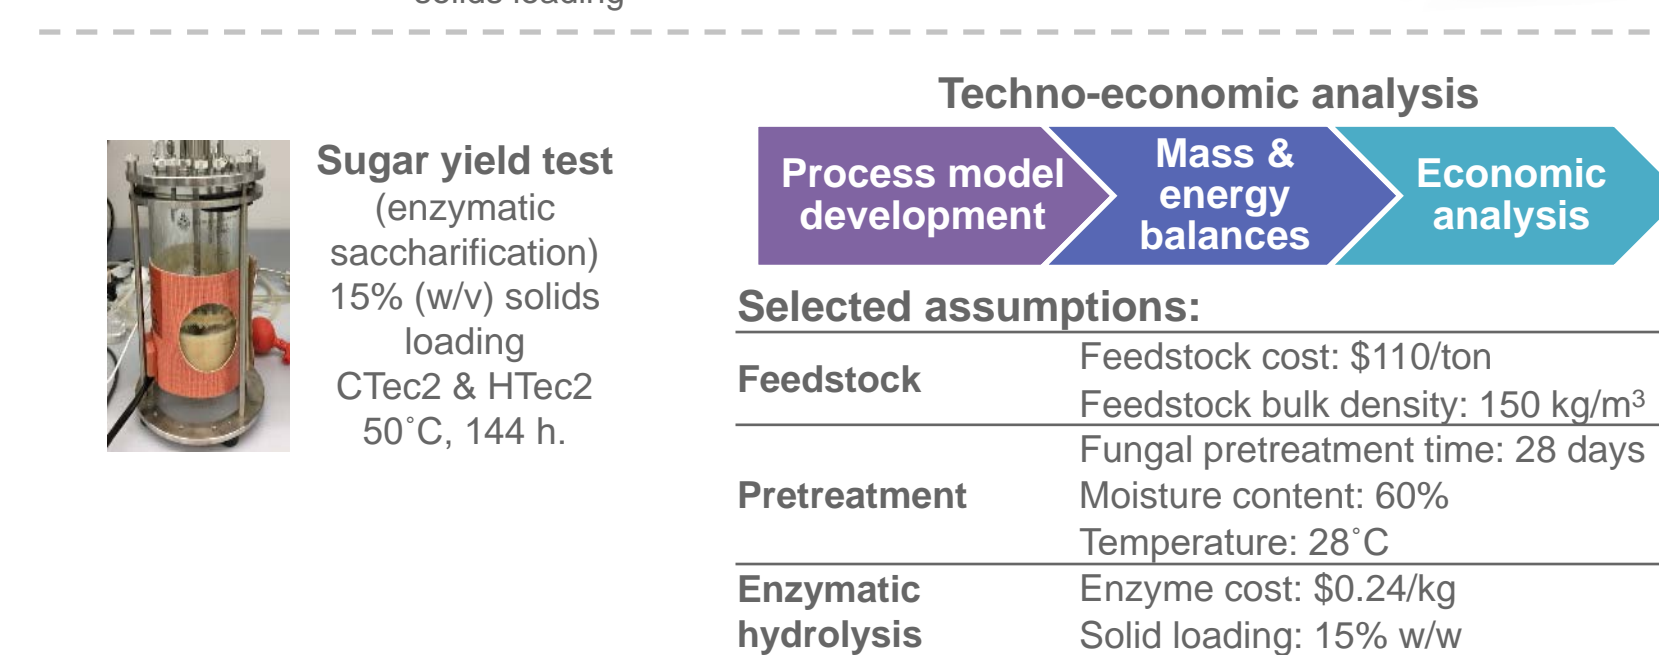 solids loading
Sugar yield test
(enzymatic
saccharification)
15% (w/v) solids
loading
CTec2 & HTec2
50˚C, 144 h.
Techno-economic analysis
Process model
development
Mass &
energy
balances
Economic
analysis
Selected assumptions:
Feedstock
Feedstock cost: $110/ton
Feedstock bulk density: 150 kg/m³
Pretreatment
Fungal pretreatment time: 28 days
Moisture content: 60%
Temperature: 28˚C
Enzymatic
hydrolysis
Enzyme cost: $0.24/kg
Solid loading: 15% w/w